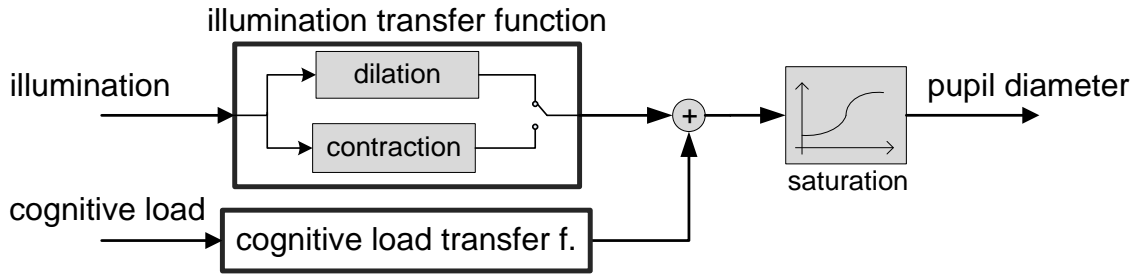 illumination transfer function
illumination
dilation
contraction
+
saturation
pupil diameter
cognitive load
cognitive load transfer f.